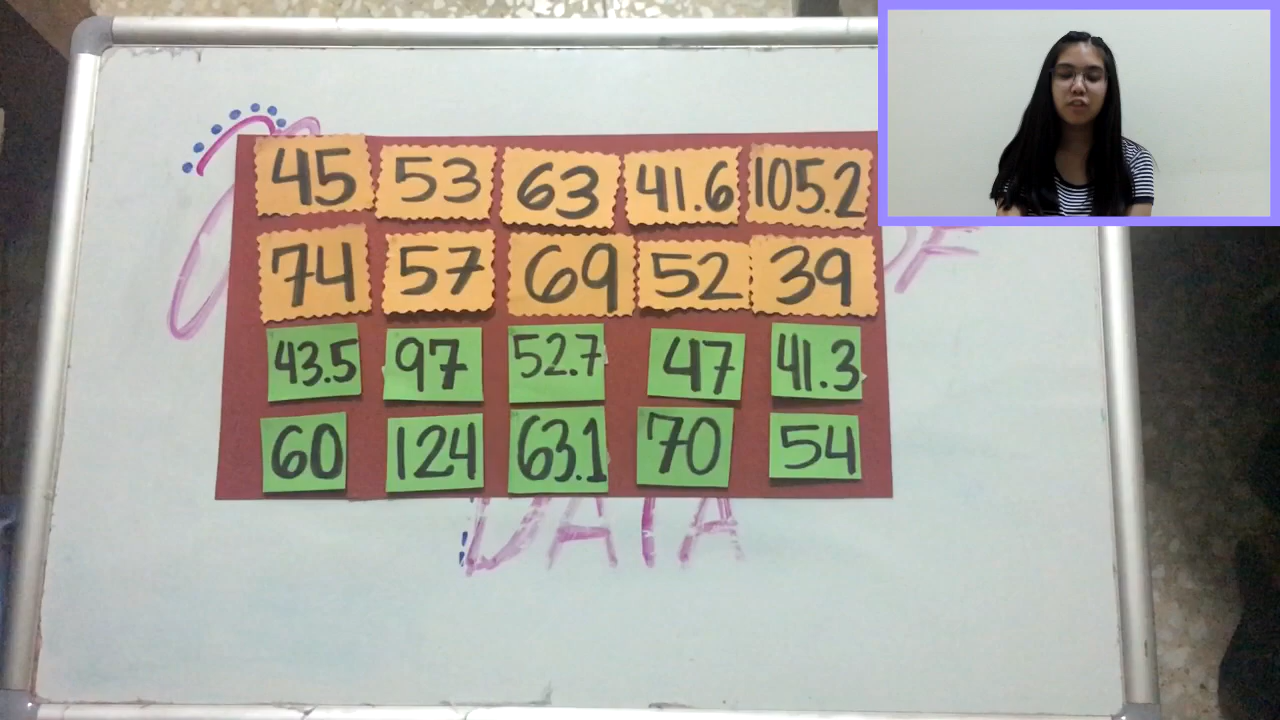 45 53 63 41.6 105.2
74 57 69 52 39
OF
43.5 97 52.7 47 41.3
60 124 63.1 70 54
DATA